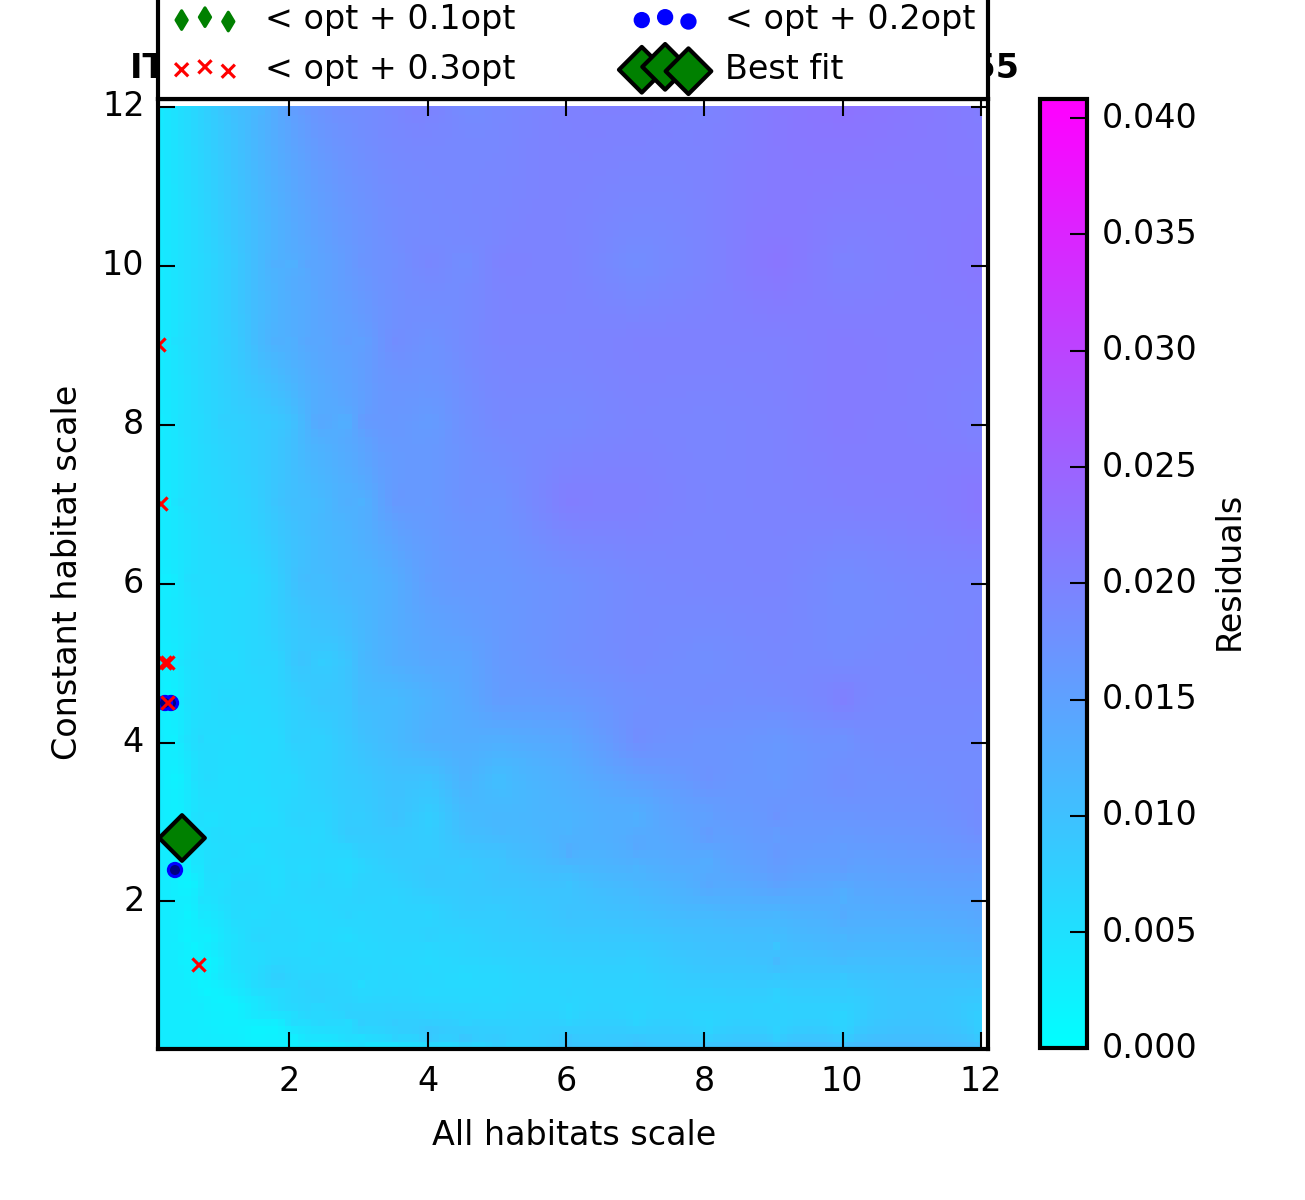 < opt + 0.1opt < opt + 0.2opt
< opt + 0.3opt Best fit
12
10
8
6
4
2
Constant habitat scale
2 4 6 8 10 12
All habitats scale
0.040
0.035
0.030
0.025
0.020
0.015
0.010
0.005
0.000
Residuals